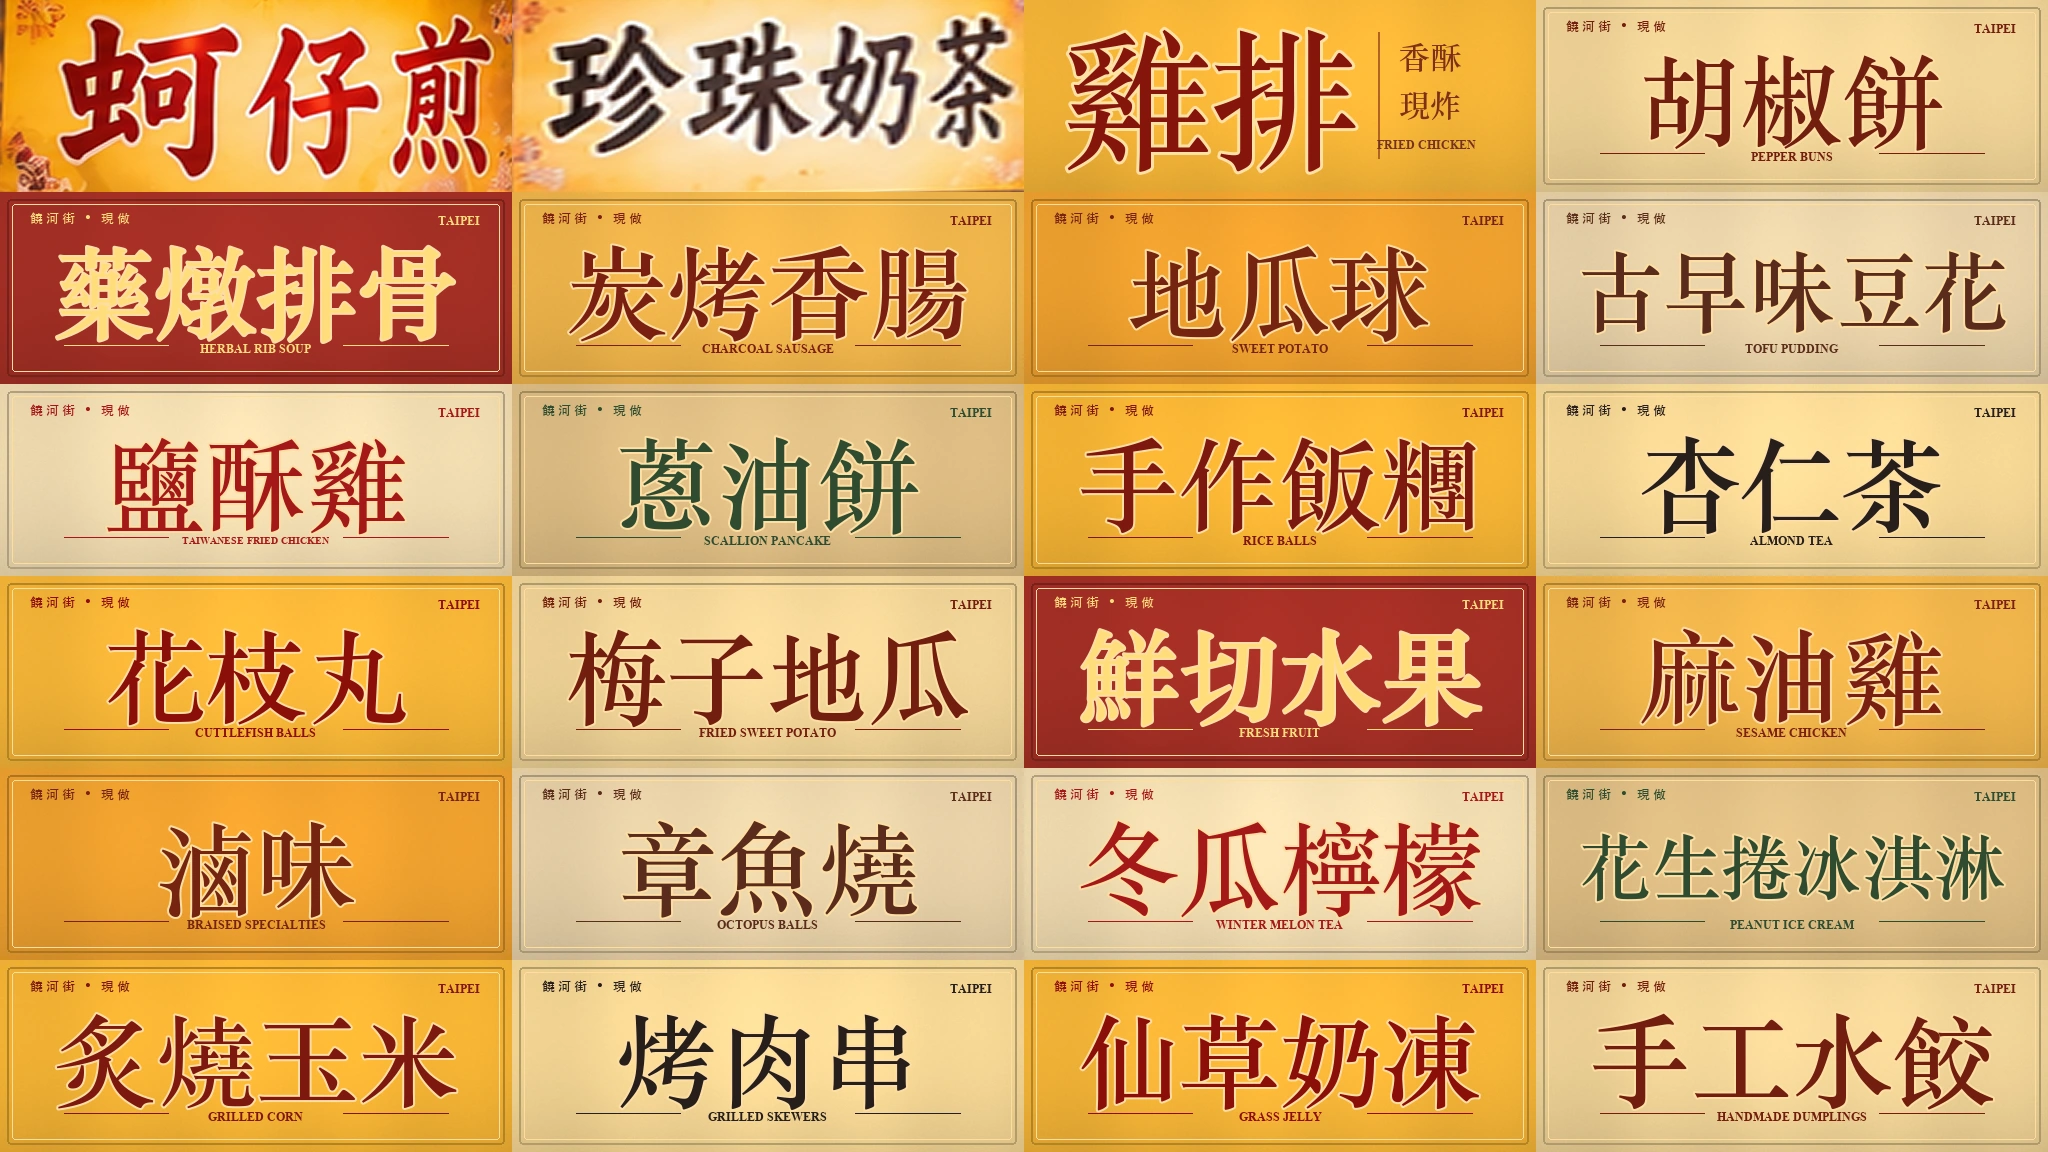 蚵仔煎
珍珠奶茶
雞排
香酥
現炸
FRIED CHICKEN
饒河街 • 現做
TAIPEI
胡椒餅
PEPPER BUNS
饒河街 • 現做
TAIPEI
藥燉排骨
HERBAL RIB SOUP
饒河街 • 現做
TAIPEI
炭烤香腸
CHARCOAL SAUSAGE
饒河街 • 現做
TAIPEI
地瓜球
SWEET POTATO
饒河街 • 現做
TAIPEI
古早味豆花
TOFU PUDDING
饒河街 • 現做
TAIPEI
鹽酥雞
TAIWANESE FRIED CHICKEN
饒河街 • 現做
TAIPEI
蔥油餅
SCALLION PANCAKE
饒河街 • 現做
TAIPEI
手作飯糰
RICE BALLS
饒河街 • 現做
TAIPEI
杏仁茶
ALMOND TEA
饒河街 • 現做
TAIPEI
花枝丸
CUTTLEFISH BALLS
饒河街 • 現做
TAIPEI
梅子地瓜
FRIED SWEET POTATO
饒河街 • 現做
TAIPEI
鮮切水果
FRESH FRUIT
饒河街 • 現做
TAIPEI
麻油雞
SESAME CHICKEN
饒河街 • 現做
TAIPEI
滷味
BRAISED SPECIALTIES
饒河街 • 現做
TAIPEI
章魚燒
OCTOPUS BALLS
饒河街 • 現做
TAIPEI
冬瓜檸檬
WINTER MELON TEA
饒河街 • 現做
TAIPEI
花生捲冰淇淋
PEANUT ICE CREAM
饒河街 • 現做
TAIPEI
炙燒玉米
GRILLED CORN
饒河街 • 現做
TAIPEI
烤肉串
GRILLED SKEWERS
饒河街 • 現做
TAIPEI
仙草奶凍
GRASS JELLY
饒河街 • 現做
TAIPEI
手工水餃
HANDMADE DUMPLINGS